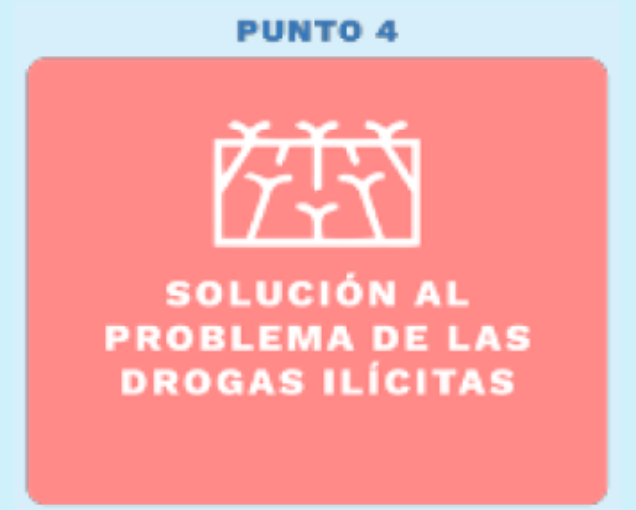 PUNTO 4
SOLUCIÓN AL
PROBLEMA DE LAS
DROGAS ILÍCITAS